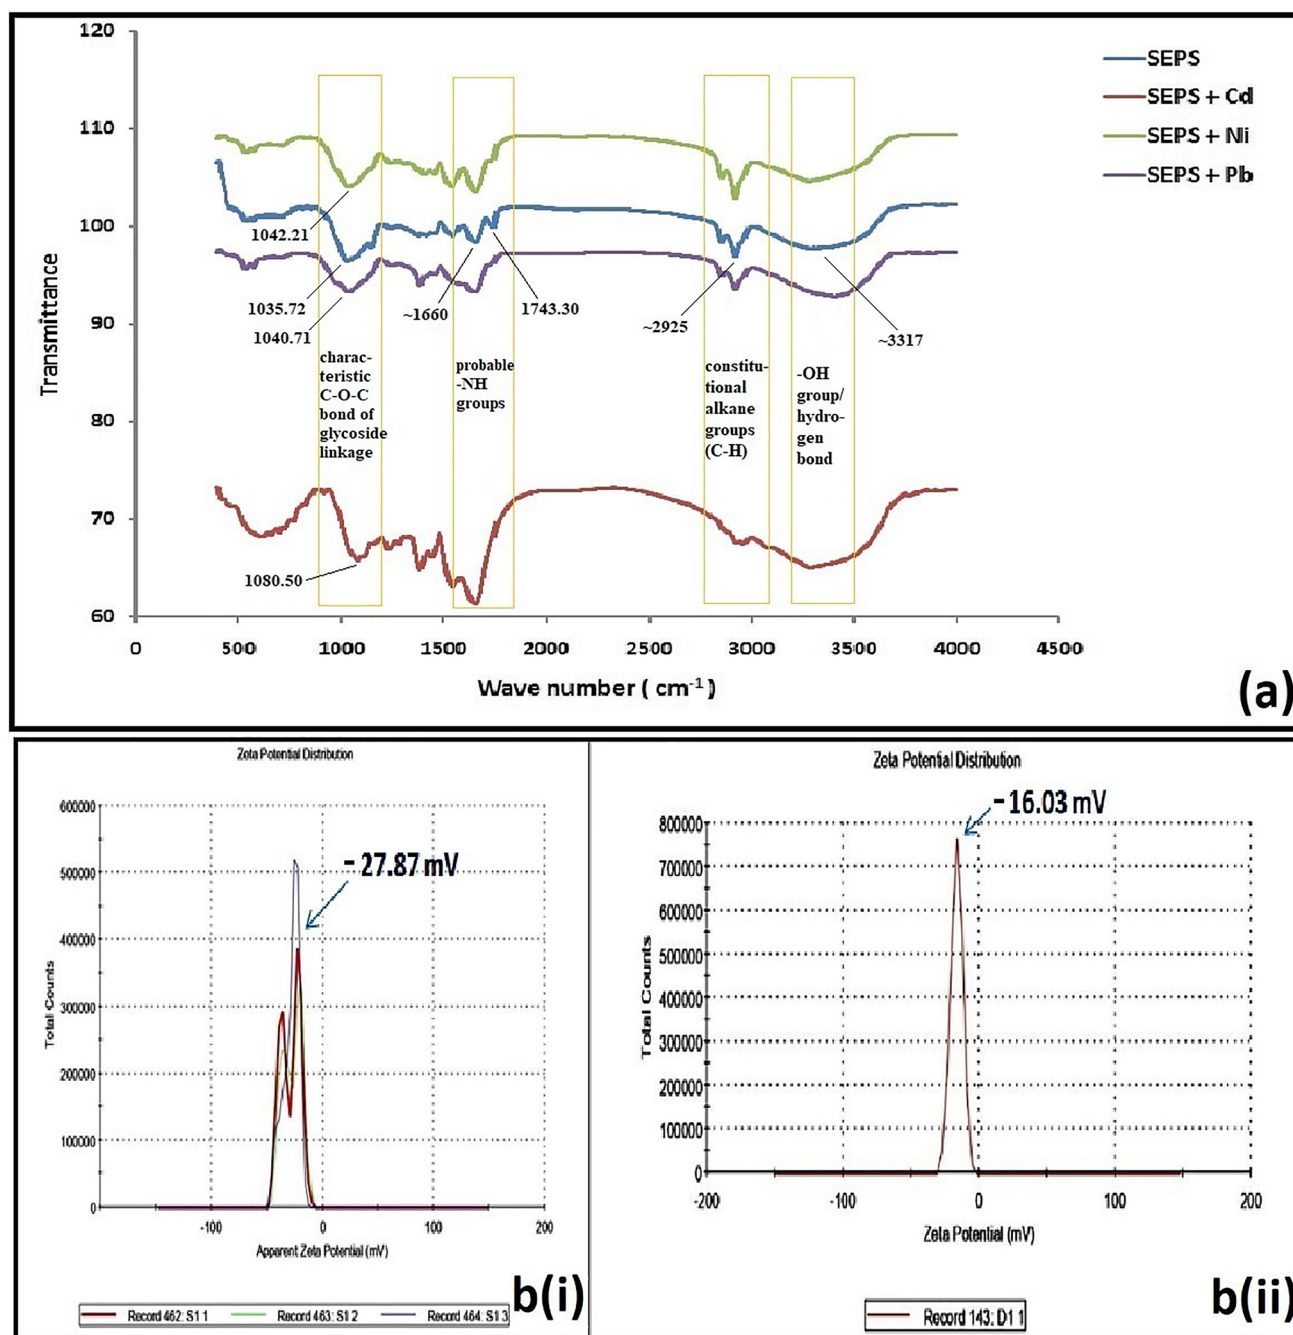 120
110
100
90
80
70
60
Transmittance
0 500 1000 1500 2000 2500 3000 3500 4000 4500
Wave number ( cm-1 )
SEPS
SEPS + Cd
SEPS + Ni
SEPS + Pb
1042.21
1035.72
1040.71
~1660
1743.30
~2925
~3317
1080.50
charac-
teristic
C-O-C
bond of
glycoside
linkage
probable
-NH
groups
constitu-
tional
alkane
groups
(C-H)
-OH
group/
hydro-
gen
bond
(a)
Zeta Potential Distribution
- 27.87 mV
600000
500000
400000
300000
200000
100000
0
Total Counts
-100 0 100 200
Apparent Zeta Potential (mV)
Record 462: S1 1 Record 463: S1 2 Record 464: S1 3
b(i)
Zeta Potential Distribution
- 16.03 mV
800000
700000
600000
500000
400000
300000
200000
100000
0
Total Counts
-200 -100 0 100 200
Zeta Potential (mV)
Record 143: D1 1
b(ii)